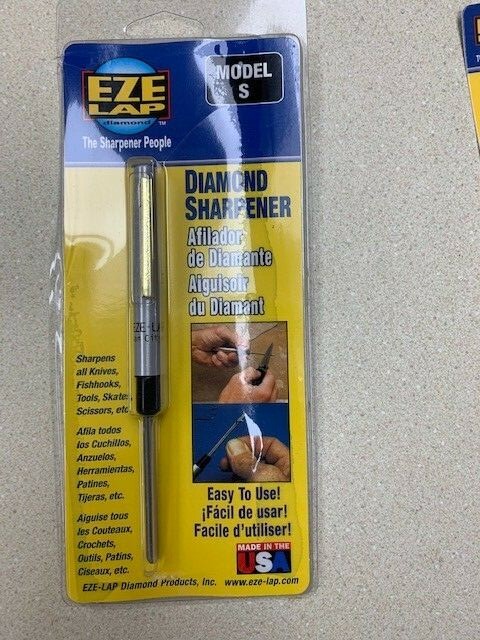 EZE
LAP
diamond
TM
The Sharpener People
MODEL
S
DIAMOND
SHARPENER
Afilador
de Diamante
Aiguisoir
du Diamant
EZE-LAP
Sharpens
all Knives,
Fishhooks,
Tools, Skates,
Scissors, etc.
Afila todos
los Cuchillos,
Anzuelos,
Herramientas,
Patines,
Tijeras, etc.
Aiguise tous
les Couteaux,
Crochets,
Outils, Patins,
Ciseaux, etc.
Easy To Use!
¡Fácil de usar!
Facile d'utiliser!
MADE IN THE
USA
EZE-LAP Diamond Products, Inc. www.eze-lap.com